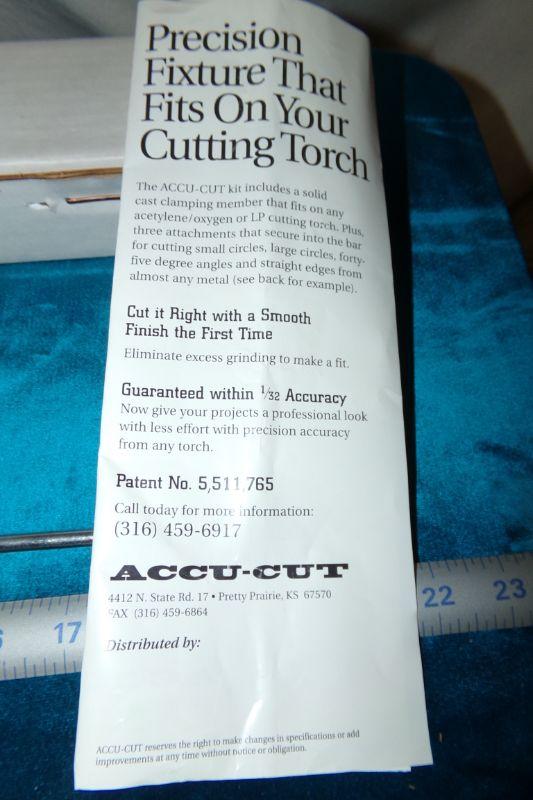 Precision
Fixture That
Fits On Your
Cutting Torch
The ACCU-CUT kit includes a solid
cast clamping member that fits on any
acetylene/oxygen or LP cutting torch. Plus,
three attachments that secure into the bar
for cutting small circles, large circles, forty-
five degree angles and straight edges from
almost any metal (see back for example).
Cut it Right with a Smooth
Finish the First Time
Eliminate excess grinding to make a fit.
Guaranteed within 1/32 Accuracy
Now give your projects a professional look
with less effort with precision accuracy
from any torch.
Patent No. 5,511,765
Call today for more information:
(316) 459-6917
ACCU-CUT
4412 N. State Rd. 17 • Pretty Prairie, KS 67570
FAX (316) 459-6864
Distributed by:
ACCU-CUT reserves the right to make changes in specifications or add
improvements at any time without notice or obligation.
17 22 23